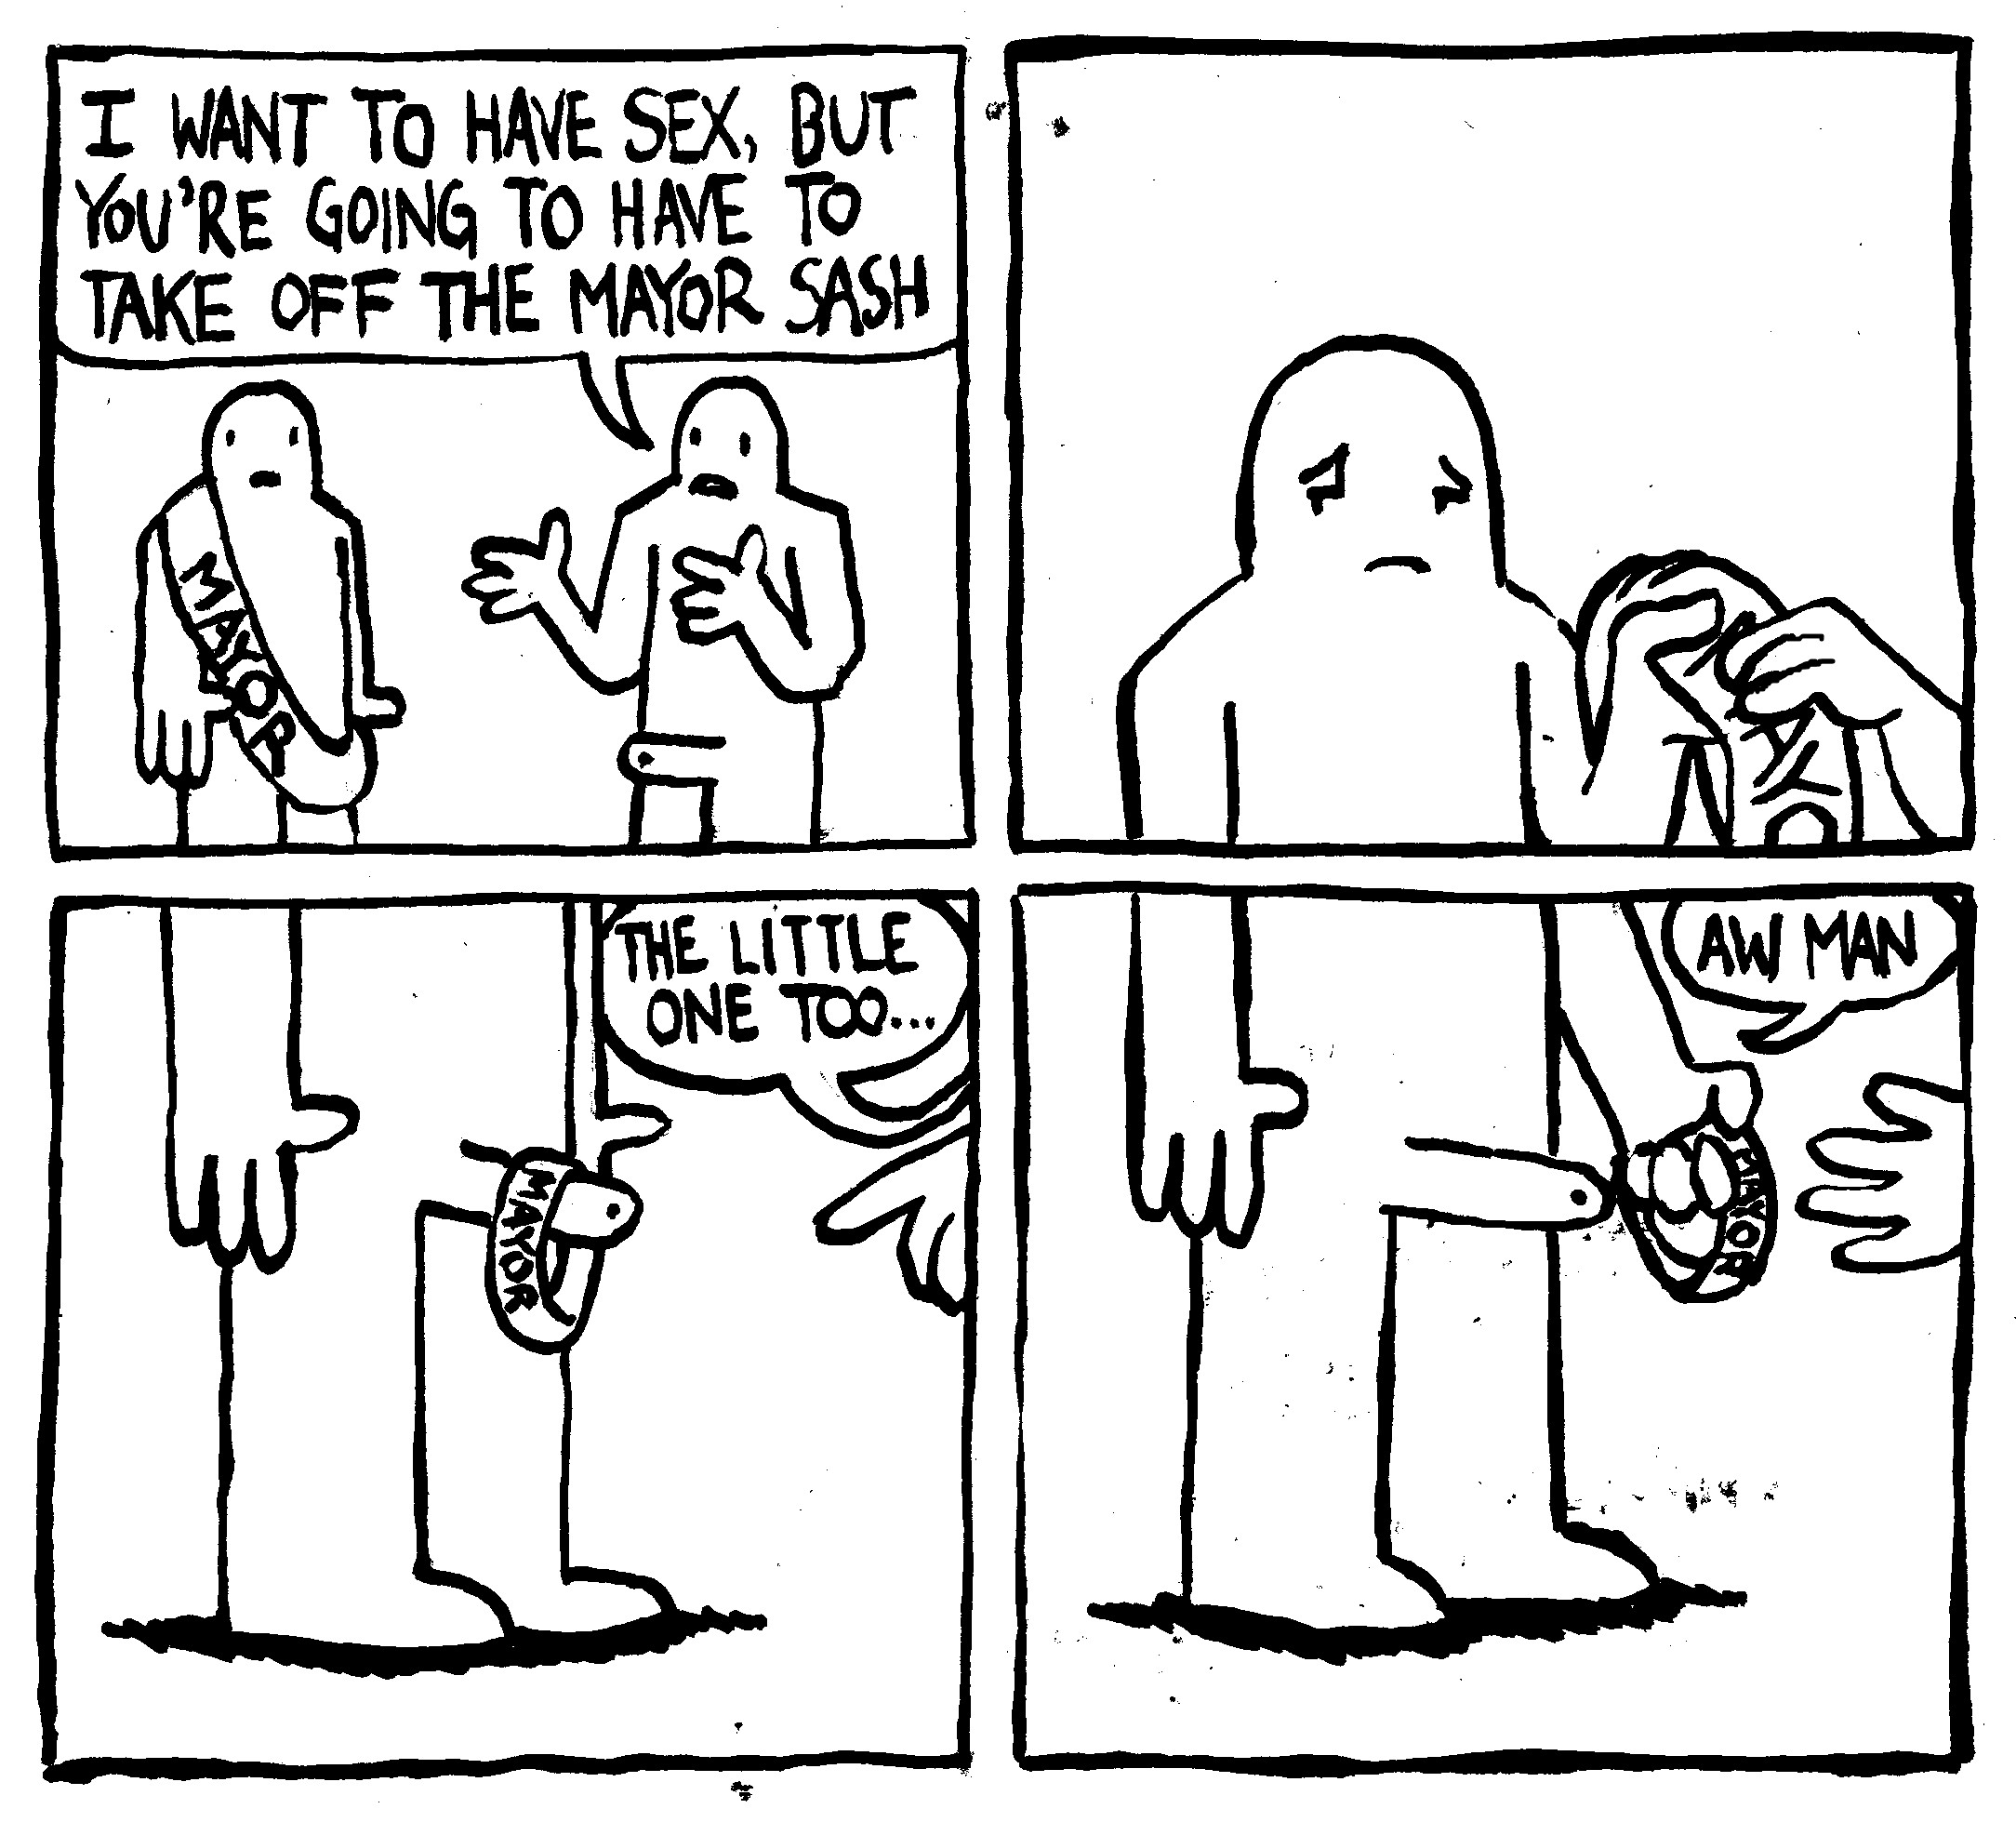 I WANT TO HAVE SEX, BUT
YOU'RE GOING TO HAVE TO
TAKE OFF THE MAYOR SASH
MAYOR
MAYO
THE LITTLE
ONE TOO...
MAYOR
AW MAN
MAYOR